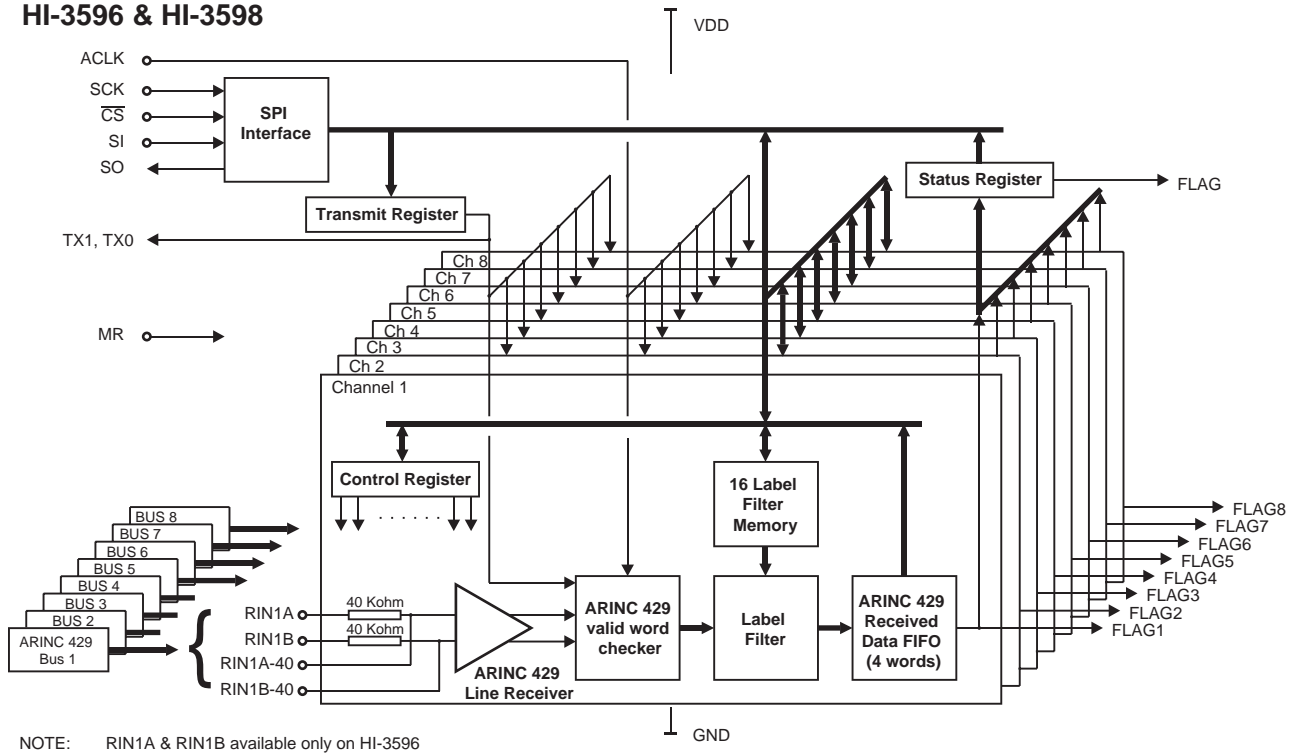 HI-3596 & HI-3598
VDD
ACLK
SCK
CS
SI
SO
SPI
Interface
Status Register
FLAG
Transmit Register
TX1, TX0
MR
Ch 8
Ch 7
Ch 6
Ch 5
Ch 4
Ch 3
Ch 2
Channel 1
Control Register
. . . . . .
16 Label
Filter
Memory
BUS 8
BUS 7
BUS 6
BUS 5
BUS 4
BUS 3
BUS 2
ARINC 429
Bus 1
RIN1A
RIN1B
RIN1A-40
RIN1B-40
40 Kohm
40 Kohm
ARINC 429
Line Receiver
ARINC 429
valid word
checker
Label
Filter
ARINC 429
Received
Data FIFO
(4 words)
FLAG8
FLAG7
FLAG6
FLAG5
FLAG4
FLAG3
FLAG2
FLAG1
GND
NOTE: RIN1A & RIN1B available only on HI-3596